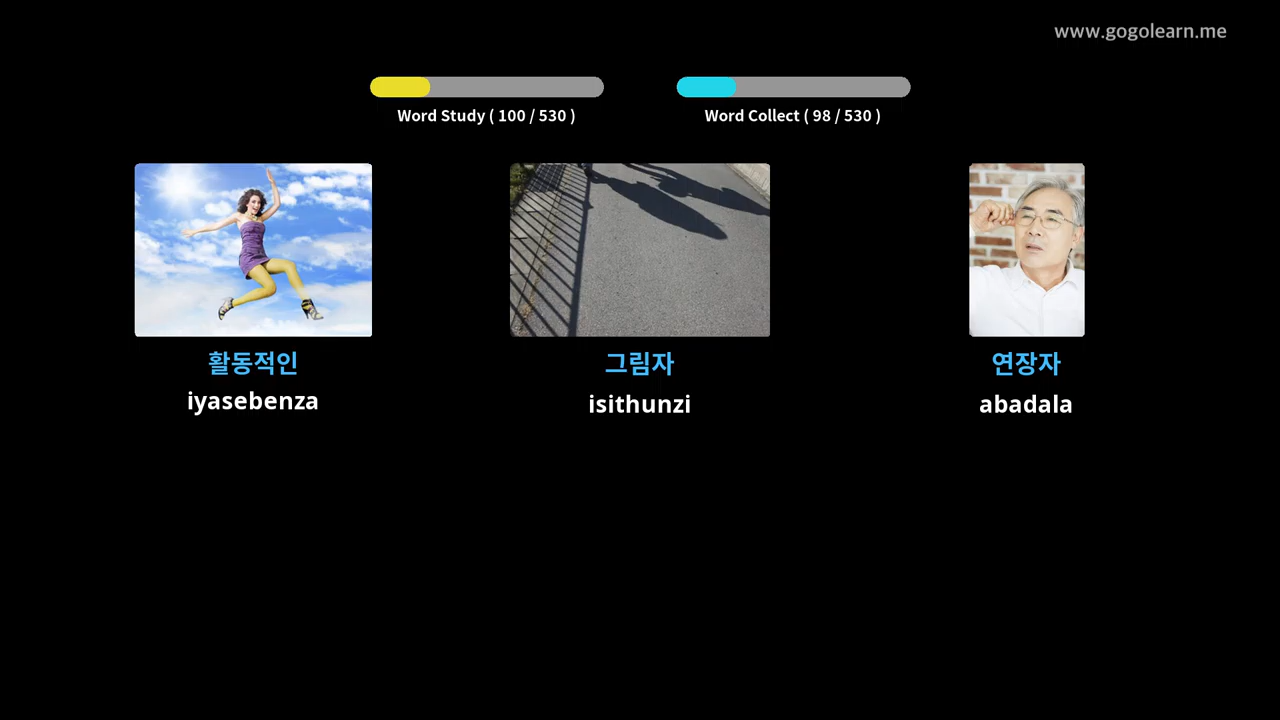 www.gogolearn.me
Word Study ( 100 / 530 )
Word Collect ( 98 / 530 )
활동적인
그림자
연장자
iyasebenza
isithunzi
abadala